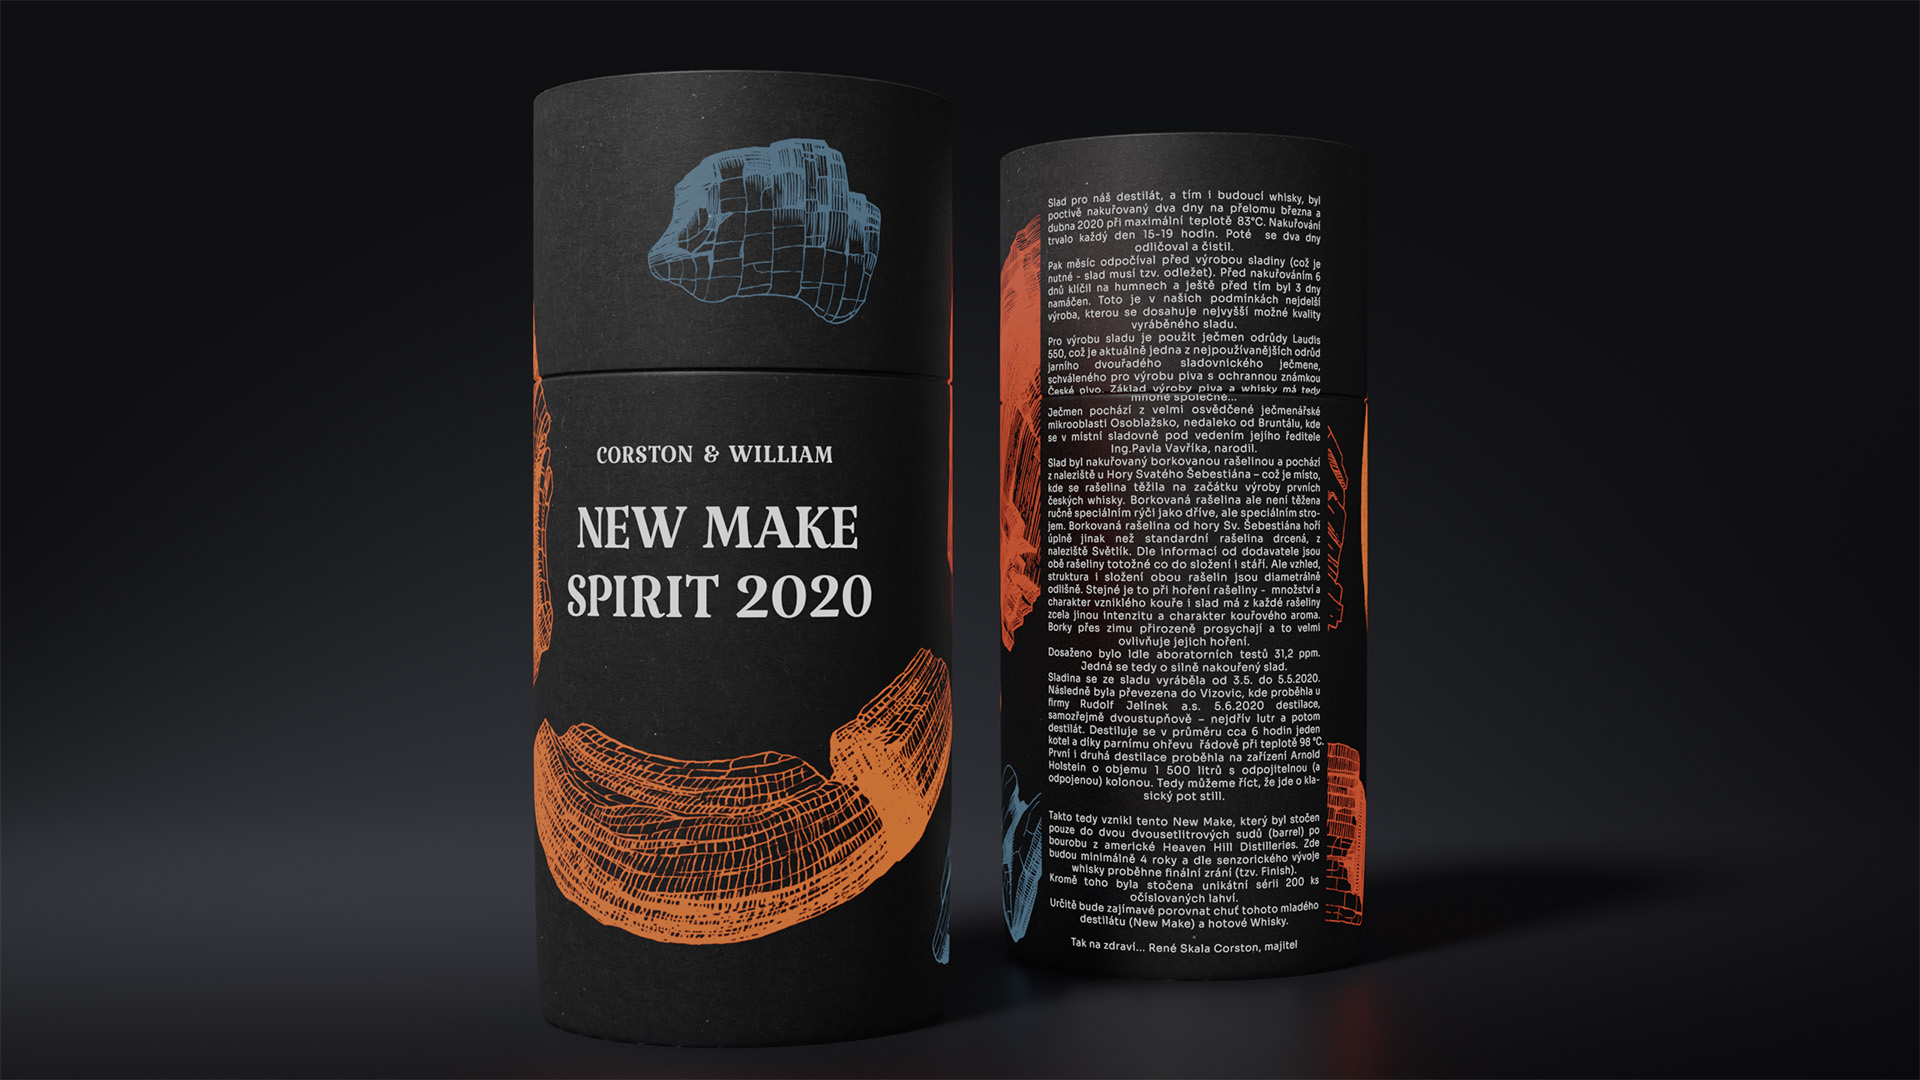 CORSTON & WILLIAM
NEW MAKE
SPIRIT 2020
Slad pro náš destilát, a tím i budoucí whisky, byl
poctivě nakuřovaný dva dny na přelomu března a
dubna 2020 při maximální teplotě 83°C. Nakuřování
trvalo každý den 15-19 hodin. Poté se dva dny
odličoval a čistil.
Pak měsíc odpočíval před výrobou sladiny (což je
nutné - slad musí tzv. odležet). Před nakuřováním 6
dnů klíčil na humnech a ještě před tím byl 3 dny
namáčen. Toto je v našich podmínkách nejdelší
výroba, kterou se dosahuje nejvyšší možné kvality
vyráběného sladu.
Pro výrobu sladu je použit ječmen odrůdy Laudis
550, což je aktuálně jedna z nejpoužívanějších odrůd
jarního dvouřadého sladovnického ječmene,
schváleného pro výrobu piva s ochrannou známkou
České pivo. Základ výroby piva a whisky má tedy
mnohé společné...
Ječmen pochází z velmi osvědčené ječmenářské
mikrooblasti Osoblažsko, nedaleko od Bruntálu, kde
se v místní sladovně pod vedením jejího ředitele
Ing.Pavla Vavříka, narodil.
Slad byl nakuřovaný borkovanou rašelinou a pochází
z naleziště u Hory Svatého Šebestiána – což je místo,
kde se rašelina těžila na začátku výroby prvních
českých whisky. Borkovaná rašelina ale není těžena
ručně speciálním rýči jako dříve, ale speciálním stro-
jem. Borkovaná rašelina od hory Sv. Šebestiána hoří
úplně jinak než standardní rašelina drcená, z
naleziště Světlík. Dle informací od dodavatele jsou
obě rašeliny totožné co do složení i stáří. Ale vzhled,
struktura i složení obou rašelin jsou diametrálně
odlišně. Stejné je to při hoření rašeliny - množství a
charakter vzniklého kouře i slad má z každé rašeliny
zcela jinou intenzitu a charakter kouřového aroma.
Borky přes zimu přirozeně prosychají a to velmi
ovlivňuje jejich hoření.
Dosaženo bylo ldle aboratorních testů 31,2 ppm.
Jedná se tedy o silně nakouřený slad.
Sladina se ze sladu vyráběla od 3.5. do 5.5.2020.
Následně byla převezena do Vizovic, kde proběhla u
firmy Rudolf Jelínek a.s. 5.6.2020 destilace,
samozřejmě dvoustupňově – nejdřív lutr a potom
destilát. Destiluje se v průměru cca 6 hodin jeden
kotel a díky parnímu ohřevu řádově při teplotě 98 °C.
První i druhá destilace proběhla na zařízení Arnold
Holstein o objemu 1 500 litrů s odpojitelnou (a
odpojenou) kolonou. Tedy můžeme říct, že jde o kla-
sický pot still.
Takto tedy vznikl tento New Make, který byl stočen
pouze do dvou dvousetlitrových sudů (barrel) po
bourobu z americké Heaven Hill Distilleries. Zde
budou minimálně 4 roky a dle senzorického vývoje
whisky proběhne finální zrání (tzv. Finish).
Kromě toho byla stočena unikátní sérii 200 ks
očíslovaných lahví.
Určitě bude zajímavé porovnat chuť tohoto mladého
destilátu (New Make) a hotové Whisky.
Tak na zdraví... René Skala Corston, majitel